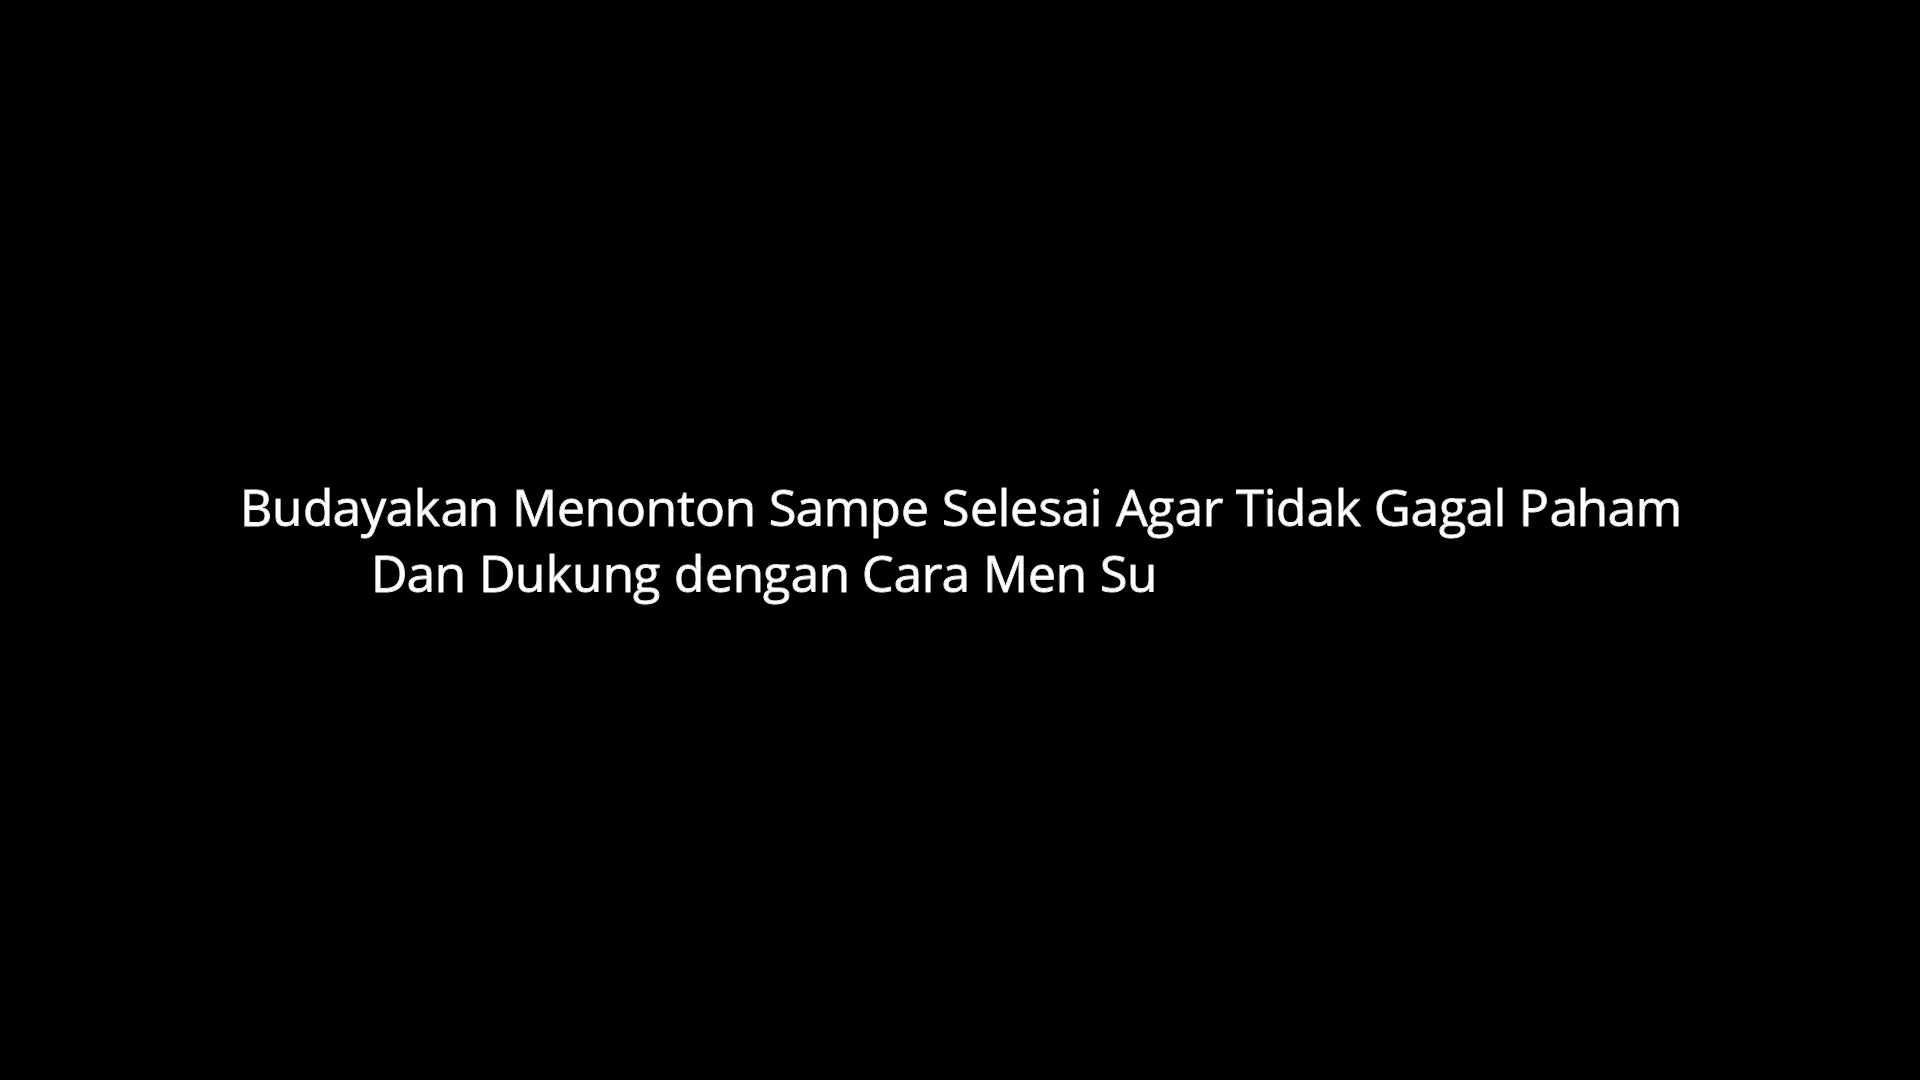 Budayakan Menonton Sampe Selesai Agar Tidak Gagal Paham
Dan Dukung dengan Cara Men Su